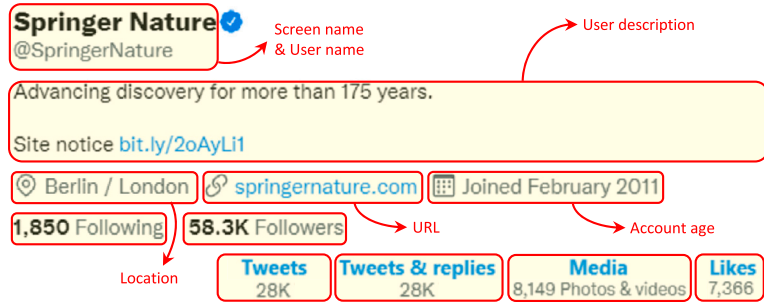 Springer Nature
@SpringerNature
Screen name
& User name
User description
Advancing discovery for more than 175 years.
Site notice bit.ly/2oAyLi1
Berlin / London
springernature.com
Joined February 2011
1,850 Following
58.3K Followers
URL
Account age
Location
Tweets
28K
Tweets & replies
28K
Media
8,149 Photos & videos
Likes
7,366